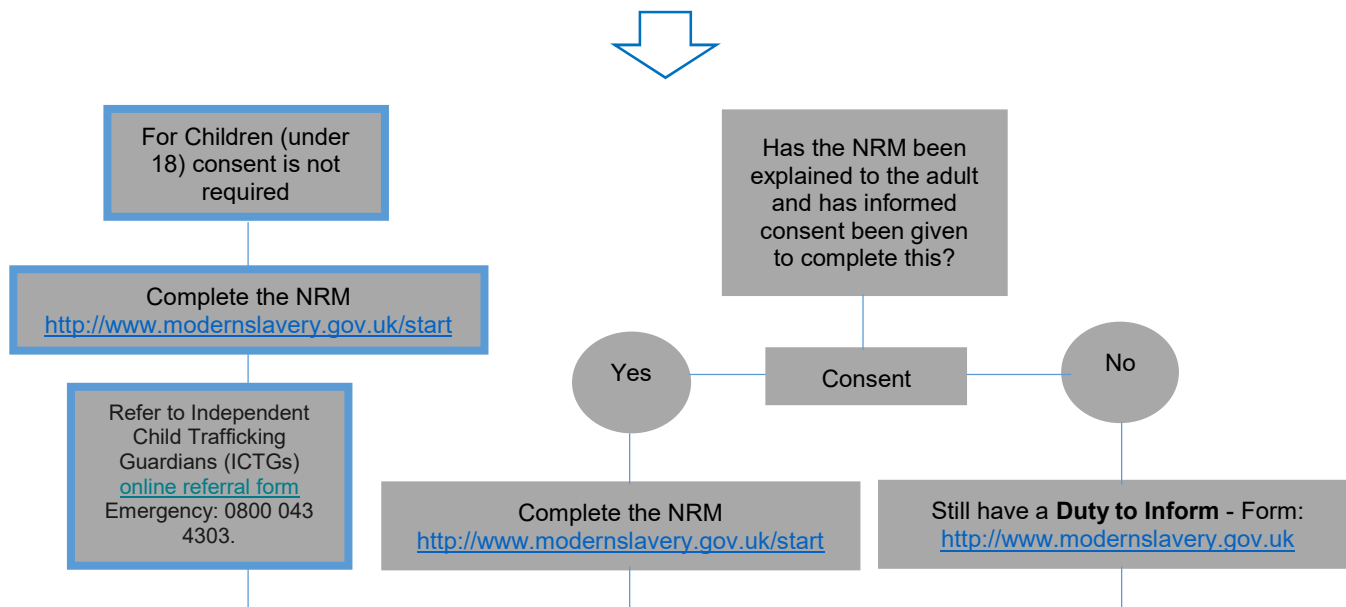 For Children (under
18) consent is not
required
Complete the NRM
http://www.modernslavery.gov.uk/start
Refer to Independent
Child Trafficking
Guardians (ICTGs)
online referral form
Emergency: 0800 043
4303.
Has the NRM been
explained to the adult
and has informed
consent been given
to complete this?
Yes
Consent
No
Complete the NRM
http://www.modernslavery.gov.uk/start
Still have a Duty to Inform - Form:
http://www.modernslavery.gov.uk